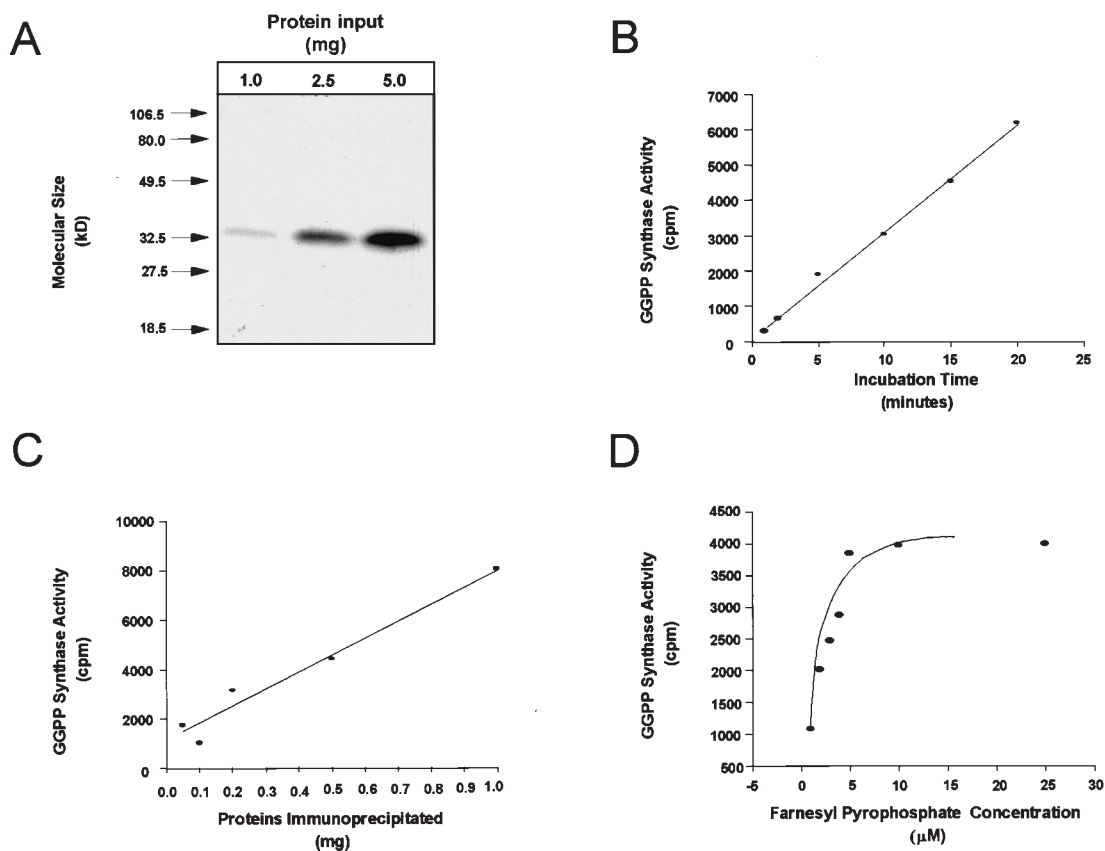 A
Protein input
(mg)
1.0 2.5 5.0
106.5
80.0
49.5
32.5
27.5
18.5
Molecular Size
(kD)
B
7000
6000
5000
4000
3000
2000
1000
0
GGPP Synthase Activity
(cpm)
0 5 10 15 20 25
Incubation Time
(minutes)
C
10000
8000
6000
4000
2000
0
GGPP Synthase Activity
(cpm)
0.0 0.1 0.2 0.3 0.4 0.5 0.6 0.7 0.8 0.9 1.0
Proteins Immunoprecipitated
(mg)
D
4500
4000
3500
3000
2500
2000
1500
1000
500
GGPP Synthase Activity
(cpm)
-5 0 5 10 15 20 25 30
Farnesyl Pyrophosphate Concentration
(μM)